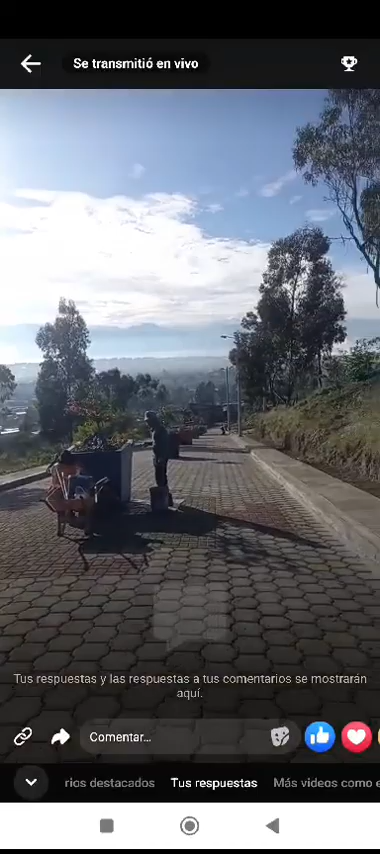 Se transmitió en vivo
Tus respuestas y las respuestas a tus comentarios se mostrarán
aquí.
Comentar...
rios destacados Tus respuestas Más videos como e